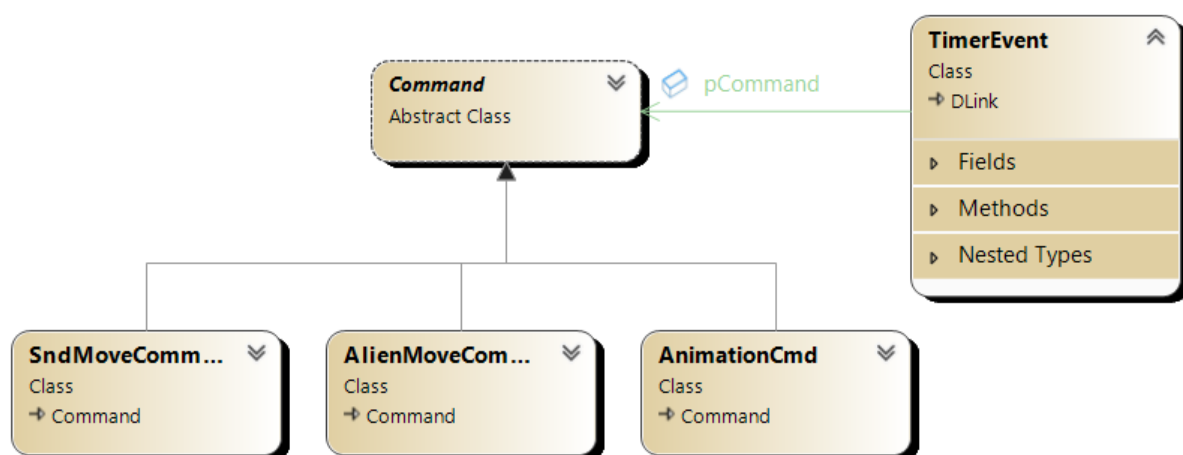 Command
Abstract Class
pCommand
TimerEvent
Class
DLink
Fields
Methods
Nested Types
SndMoveComm...
Class
Command
AlienMoveCom...
Class
Command
AnimationCmd
Class
Command